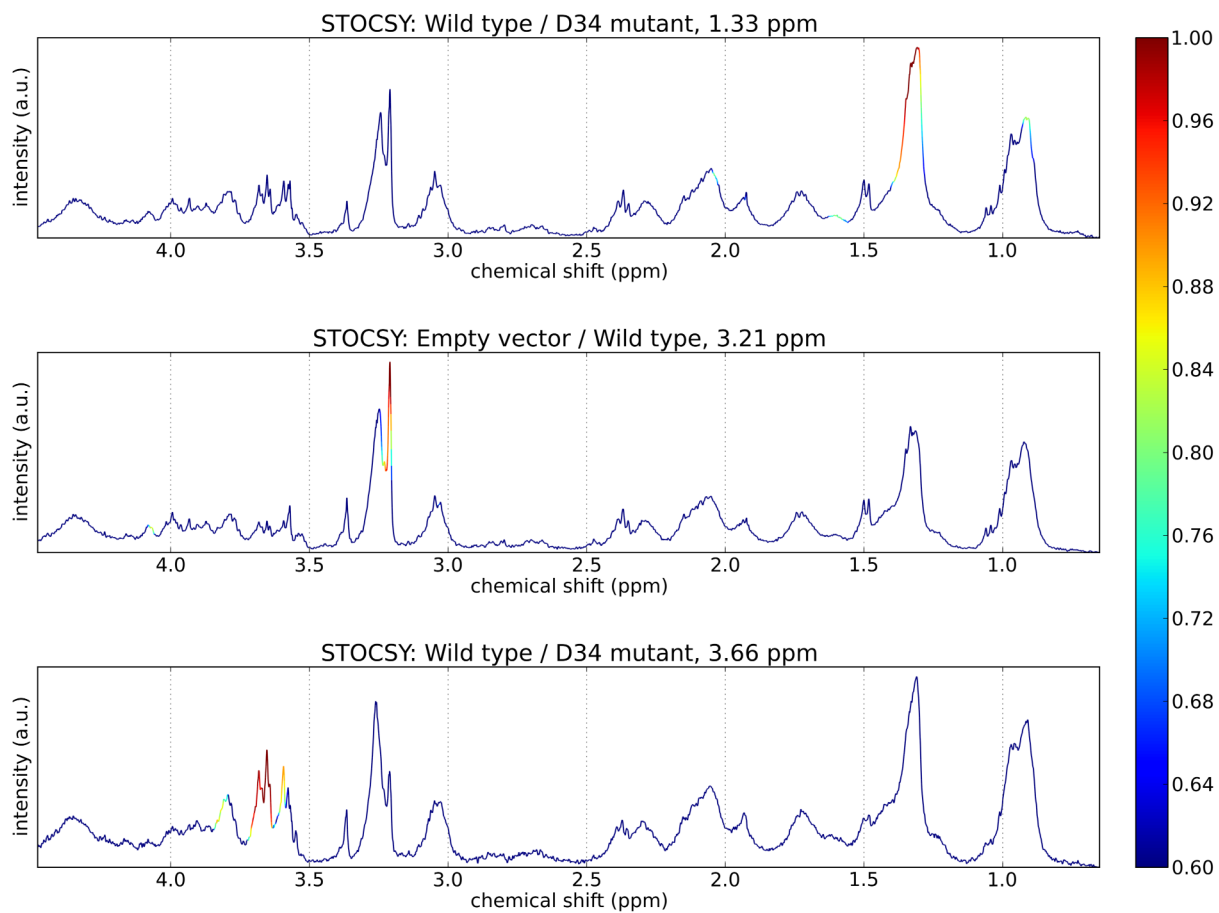 STOCSY: Wild type / D34 mutant, 1.33 ppm
intensity (a.u.)
4.0 3.5 3.0 2.5 2.0 1.5 1.0
chemical shift (ppm)
STOCSY: Empty vector / Wild type, 3.21 ppm
intensity (a.u.)
4.0 3.5 3.0 2.5 2.0 1.5 1.0
chemical shift (ppm)
STOCSY: Wild type / D34 mutant, 3.66 ppm
intensity (a.u.)
4.0 3.5 3.0 2.5 2.0 1.5 1.0
chemical shift (ppm)
1.00
0.96
0.92
0.88
0.84
0.80
0.76
0.72
0.68
0.64
0.60